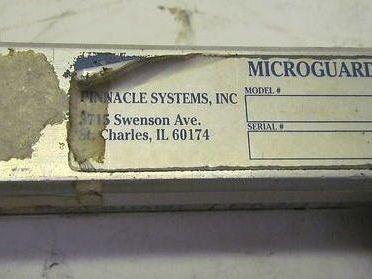 PINNACLE SYSTEMS, INC
3715 Swenson Ave.
St. Charles, IL 60174
MICROGUARD
MODEL #
SERIAL #